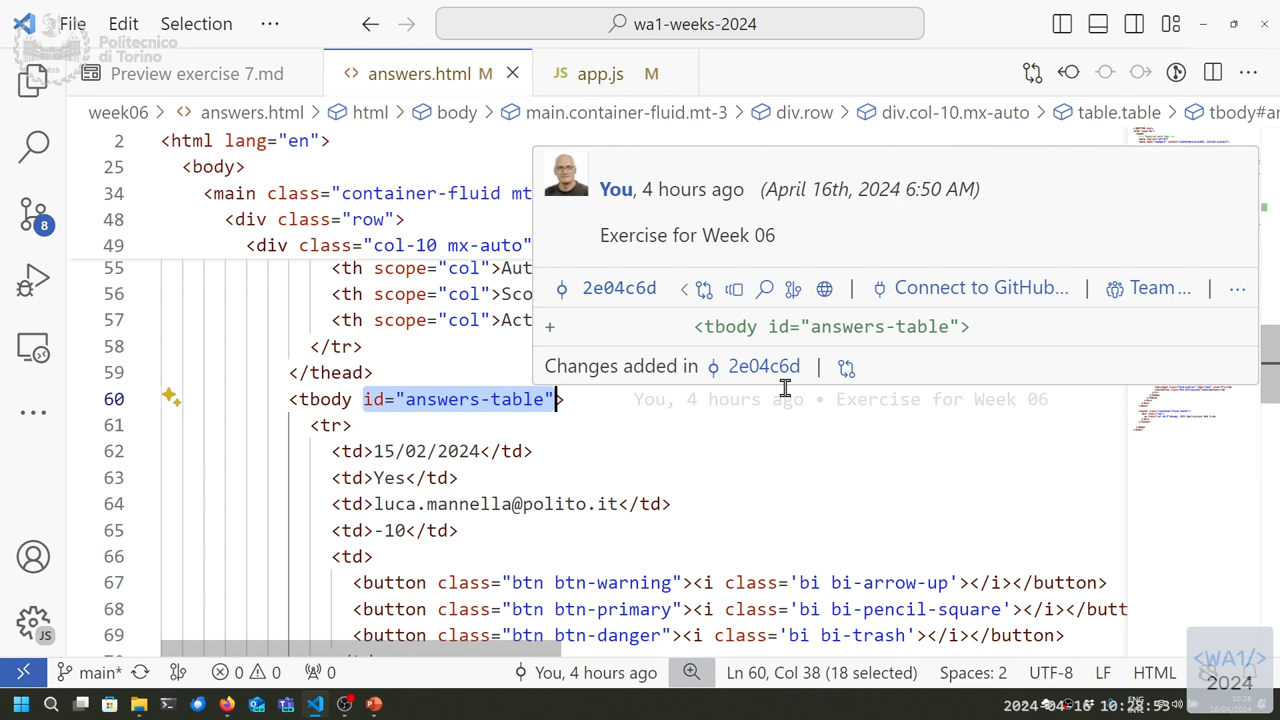 File Edit Selection ··· wa1-weeks-2024
Politecnico
di Torino
Preview exercise 7.md <> answers.html M JS app.js M
week06 > <> answers.html > html > body > main.container-fluid.mt-3 > div.row > div.col-10.mx-auto > table.table > tbody#an
2 <html lang="en">
25 <body>
34 <main class="container-fluid mt
48 <div class="row">
49 <div class="col-10 mx-auto"
55 <th scope="col">Aut
56 <th scope="col">Sco
57 <th scope="col">Act
58 </tr>
59 </thead>
60 <tbody id="answers-table"> You, 4 hours ago • Exercise for Week 06
61 <tr>
62 <td>15/02/2024</td>
63 <td>Yes</td>
64 <td>luca.mannella@polito.it</td>
65 <td>-10</td>
66 <td>
67 <button class="btn btn-warning"><i class='bi bi-arrow-up'></i></button>
68 <button class="btn btn-primary"><i class='bi bi-pencil-square'></i></butt
69 <button class="btn btn-danger"><i class='bi bi-trash'></i></button>
You, 4 hours ago (April 16th, 2024 6:50 AM)
Exercise for Week 06
2e04c6d | Connect to GitHub… | Team… | ···
+ <tbody id="answers-table">
Changes added in 2e04c6d |
8
JS
main* 0 0 0 You, 4 hours ago Ln 60, Col 38 (18 selected) Spaces: 2 UTF-8 LF HTML
<WA1/>
2024
2024-04-16 10:28:53